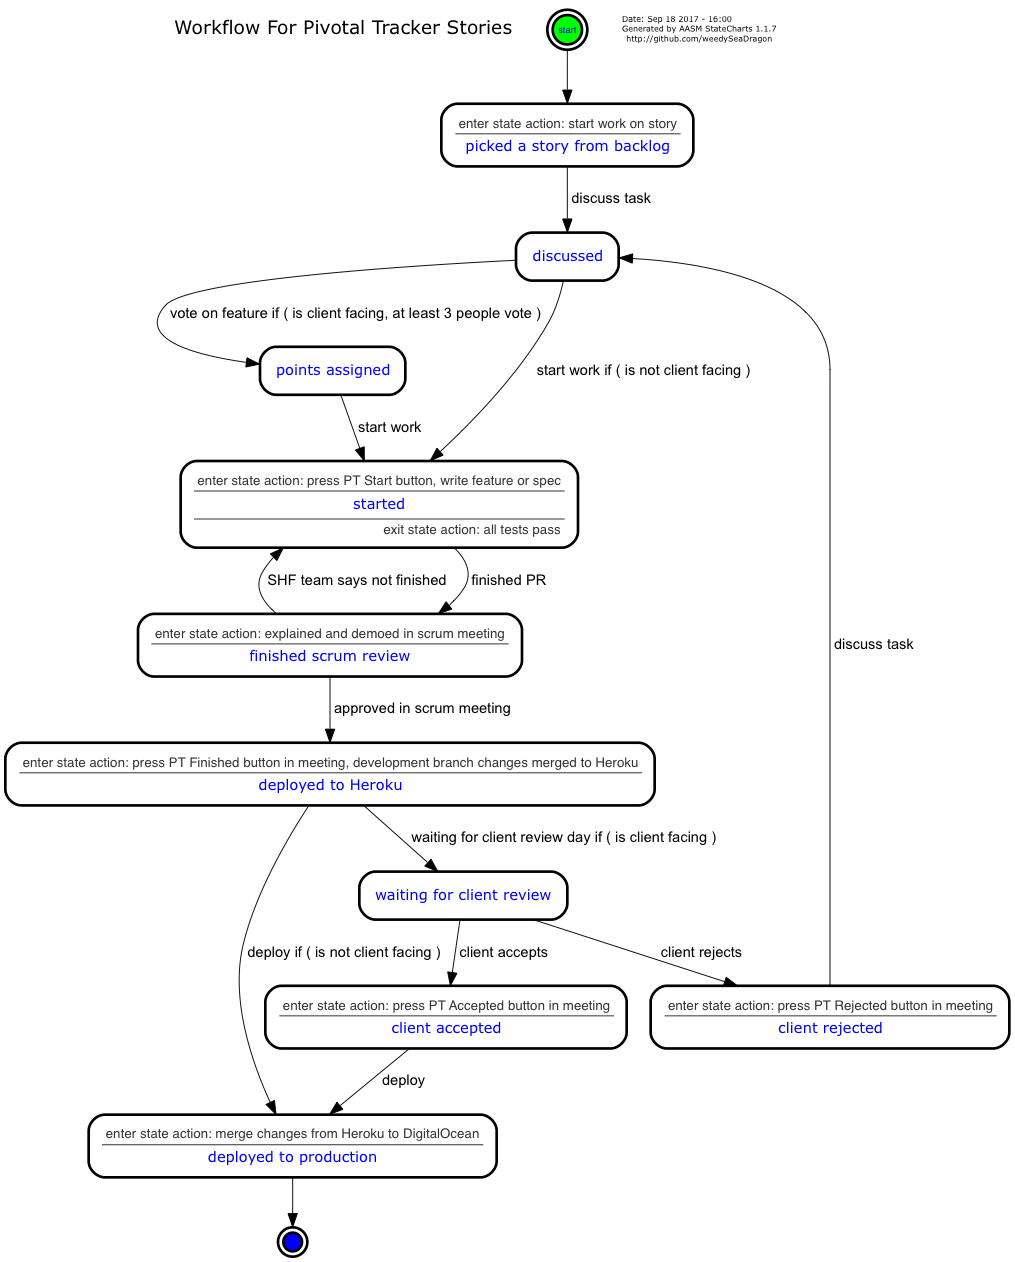 Workflow For Pivotal Tracker Stories
start
Date: Sep 18 2017 - 16:00
Generated by AASM StateCharts 1.1.7
http://github.com/weedySeaDragon
enter state action: start work on story
picked a story from backlog
discuss task
discussed
vote on feature if ( is client facing, at least 3 people vote )
points assigned
start work if ( is not client facing )
start work
enter state action: press PT Start button, write feature or spec
started
exit state action: all tests pass
SHF team says not finished
finished PR
enter state action: explained and demoed in scrum meeting
finished scrum review
discuss task
approved in scrum meeting
enter state action: press PT Finished button in meeting, development branch changes merged to Heroku
deployed to Heroku
waiting for client review day if ( is client facing )
waiting for client review
deploy if ( is not client facing )
client accepts
client rejects
enter state action: press PT Accepted button in meeting
client accepted
enter state action: press PT Rejected button in meeting
client rejected
deploy
enter state action: merge changes from Heroku to DigitalOcean
deployed to production